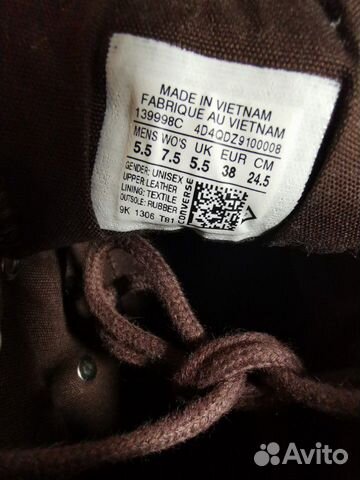 MADE IN VIETNAM
FABRIQUE AU VIETNAM
139998C 4D4QDZ9100008
MENS WO'S UK EUR CM
5.5 7.5 5.5 38 24.5
GENDER: UNISEX
UPPER: LEATHER
LINING: TEXTILE
OUTSOLE: RUBBER
9K 1306 T81
CONVERSE
Avito